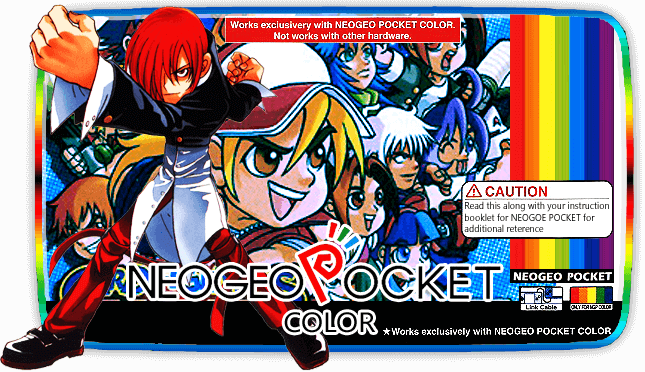 Works exclusivery with NEOGEO POCKET COLOR.
Not works with other hardware.
CAUTION
Read this along with your instruction
booklet for NEOGOE POCKET for
additional reterence
NEOGEO POCKET
NEOGEO POCKET
COLOR
Link Cable
ONLY FOR NGP COLOR
★Works exclusively with NEOGEO POCKET COLOR